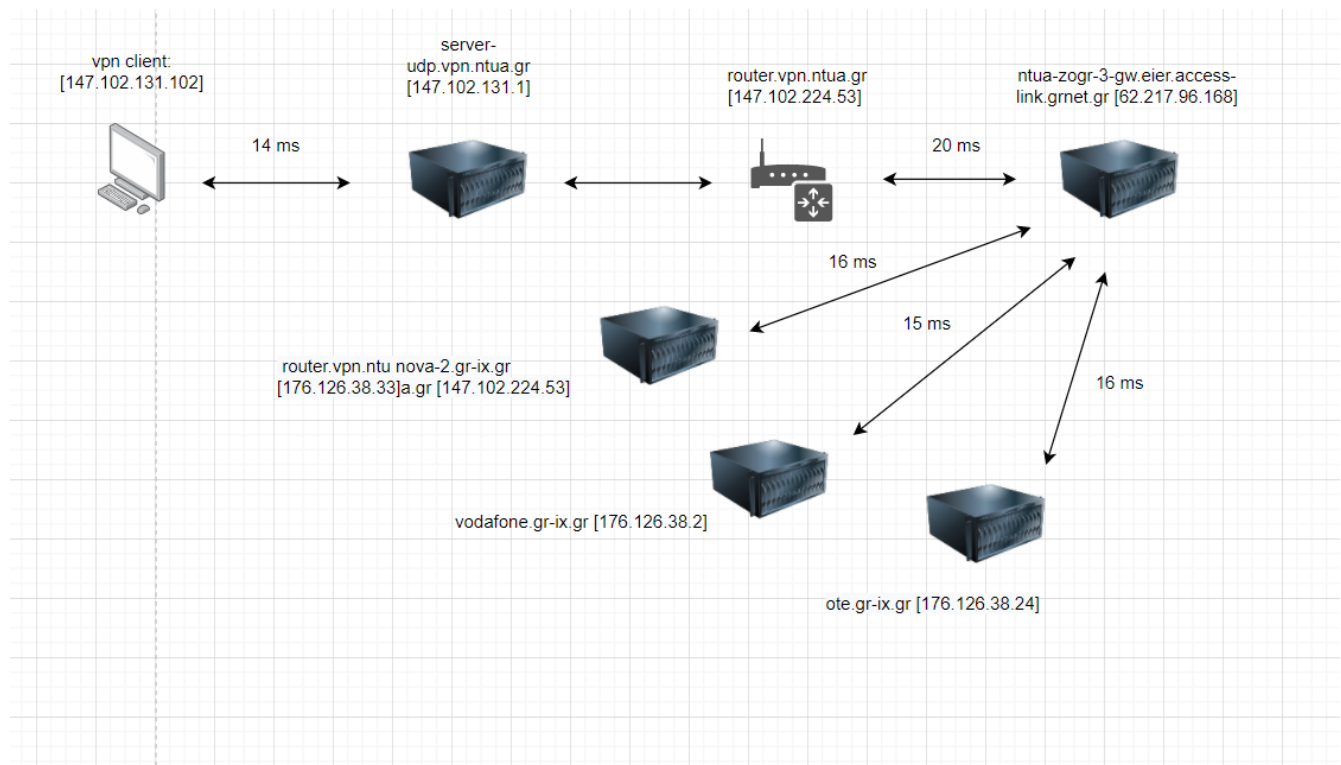 vpn client:
[147.102.131.102]
server-
udp.vpn.ntua.gr
[147.102.131.1]
router.vpn.ntua.gr
[147.102.224.53]
ntua-zogr-3-gw.eier.access-
link.grnet.gr [62.217.96.168]
14 ms
20 ms
16 ms
15 ms
16 ms
router.vpn.ntu nova-2.gr-ix.gr
[176.126.38.33]a.gr [147.102.224.53]
vodafone.gr-ix.gr [176.126.38.2]
ote.gr-ix.gr [176.126.38.24]